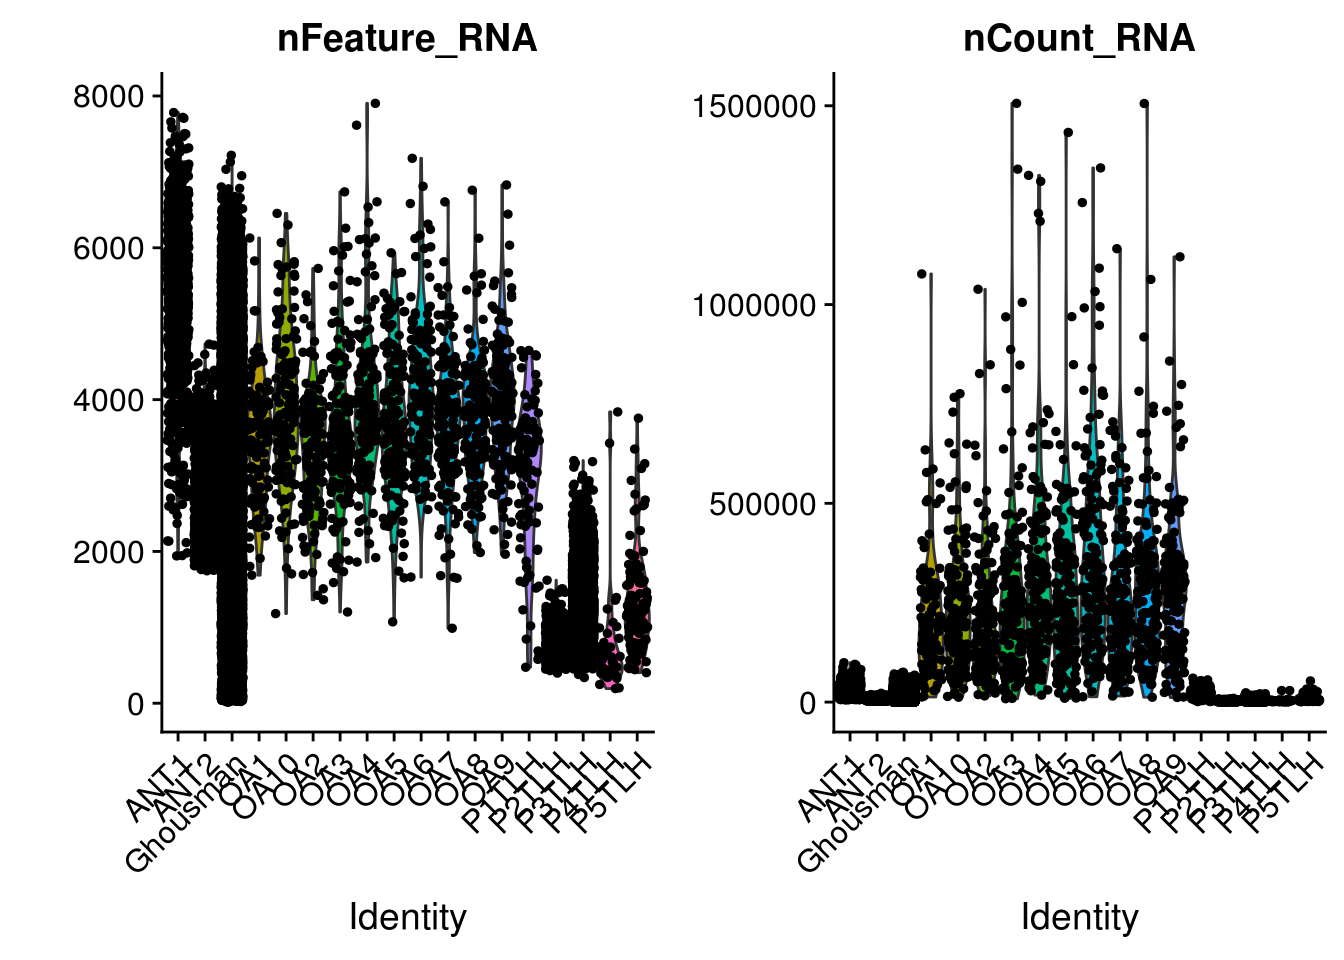 nFeature_RNA
8000
6000
4000
2000
0
ANT1
ANT2
Ghousman
OA1
OA10
OA2
OA3
OA4
OA5
OA6
OA7
OA8
OA9
P1TLH
P2TLH
P3TLH
P4TLH
P5TLH
Identity
nCount_RNA
1500000
1000000
500000
0
ANT1
ANT2
Ghousman
OA1
OA10
OA2
OA3
OA4
OA5
OA6
OA7
OA8
OA9
P1TLH
P2TLH
P3TLH
P4TLH
P5TLH
Identity